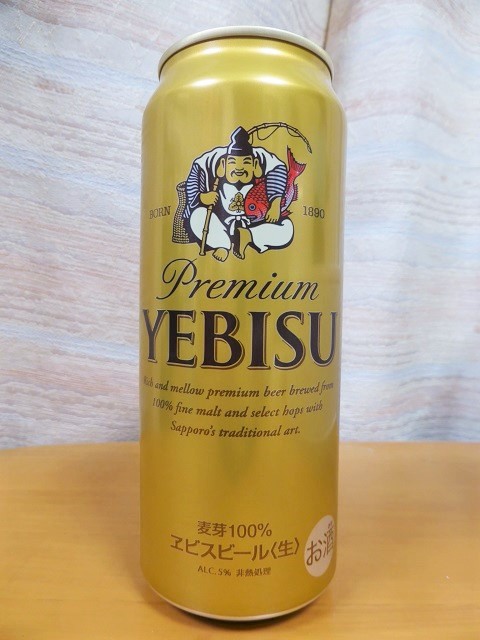 BORN 1890
Premium
YEBISU
Rich and mellow premium beer brewed from
100% fine malt and select hops with
Sapporo's traditional art.
麦芽100%
ヱビスビール〈生〉
お酒
ALC.5% 非熱処理